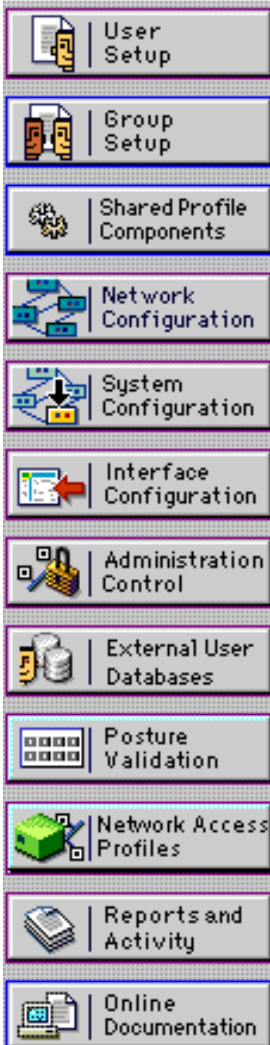 User
Setup
Group
Setup
Shared Profile
Components
Network
Configuration
System
Configuration
Interface
Configuration
Administration
Control
External User
Databases
Posture
Validation
Network Access
Profiles
Reports and
Activity
Online
Documentation